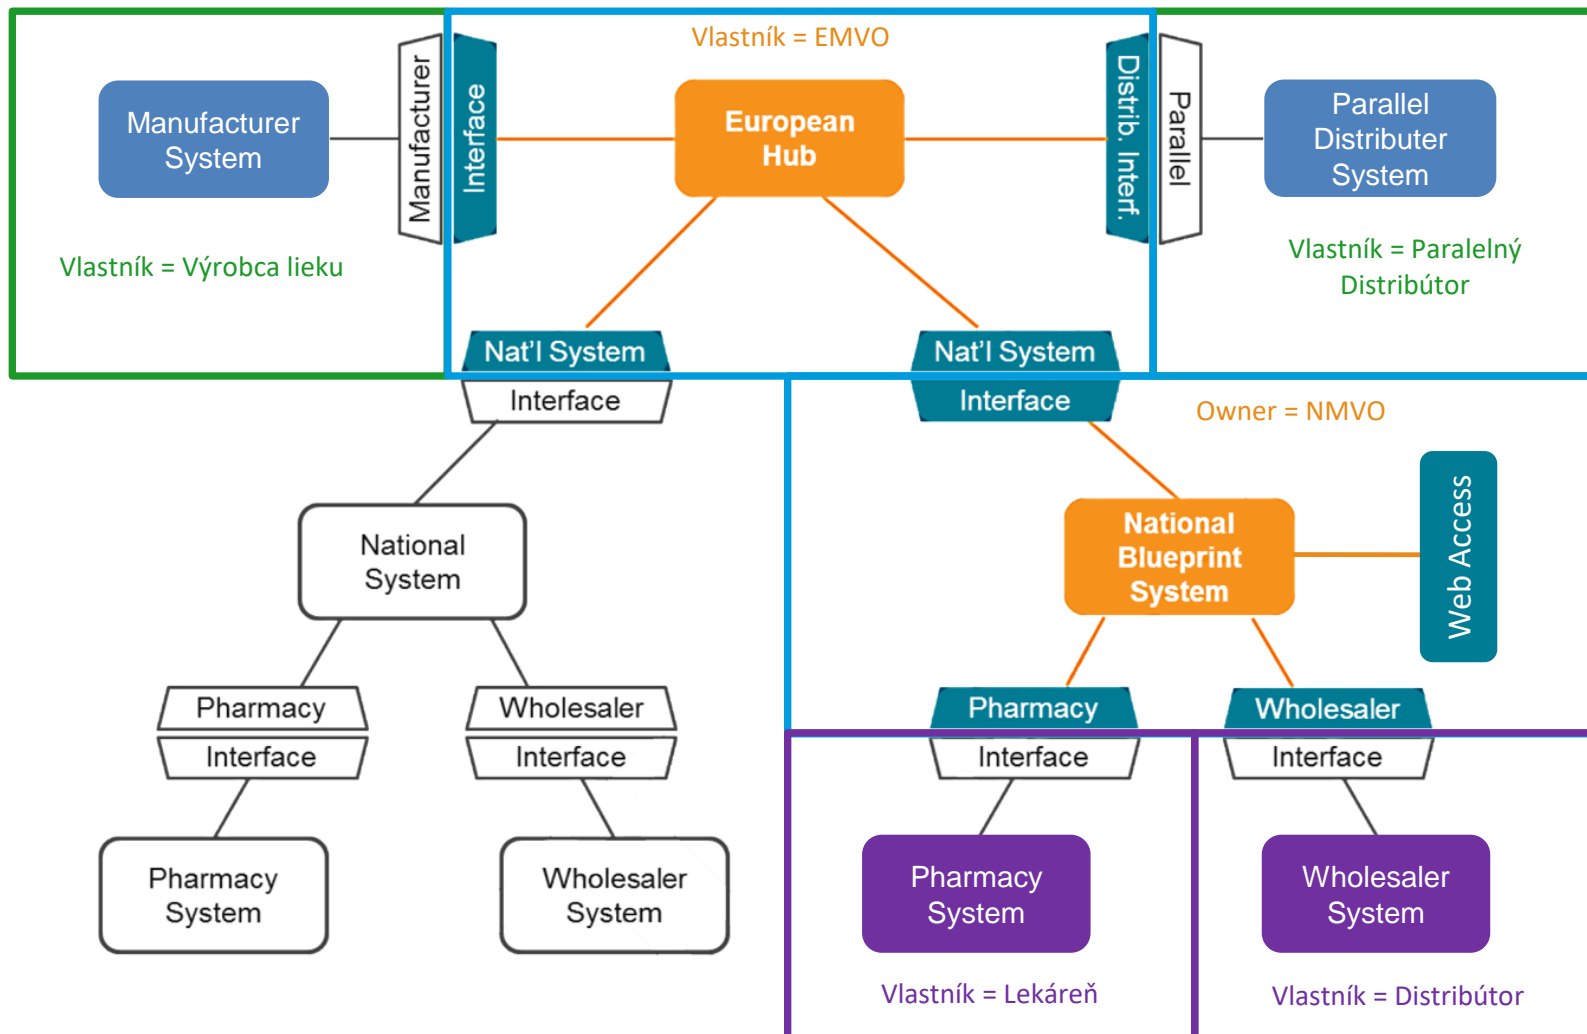 Vlastník = EMVO
Manufacturer
System
Manufacturer
Interface
European
Hub
Distrib. Interf.
Parallel
Parallel
Distributer
System
Vlastník = Výrobca lieku
Vlastník = Paralelný
Distribútor
Nat'l System
Interface
Nat'l System
Interface
Owner = NMVO
National
System
National
Blueprint
System
Web Access
Pharmacy
Interface
Wholesaler
Interface
Pharmacy
Interface
Wholesaler
Interface
Pharmacy
System
Wholesaler
System
Pharmacy
System
Wholesaler
System
Vlastník = Lekáreň
Vlastník = Distribútor